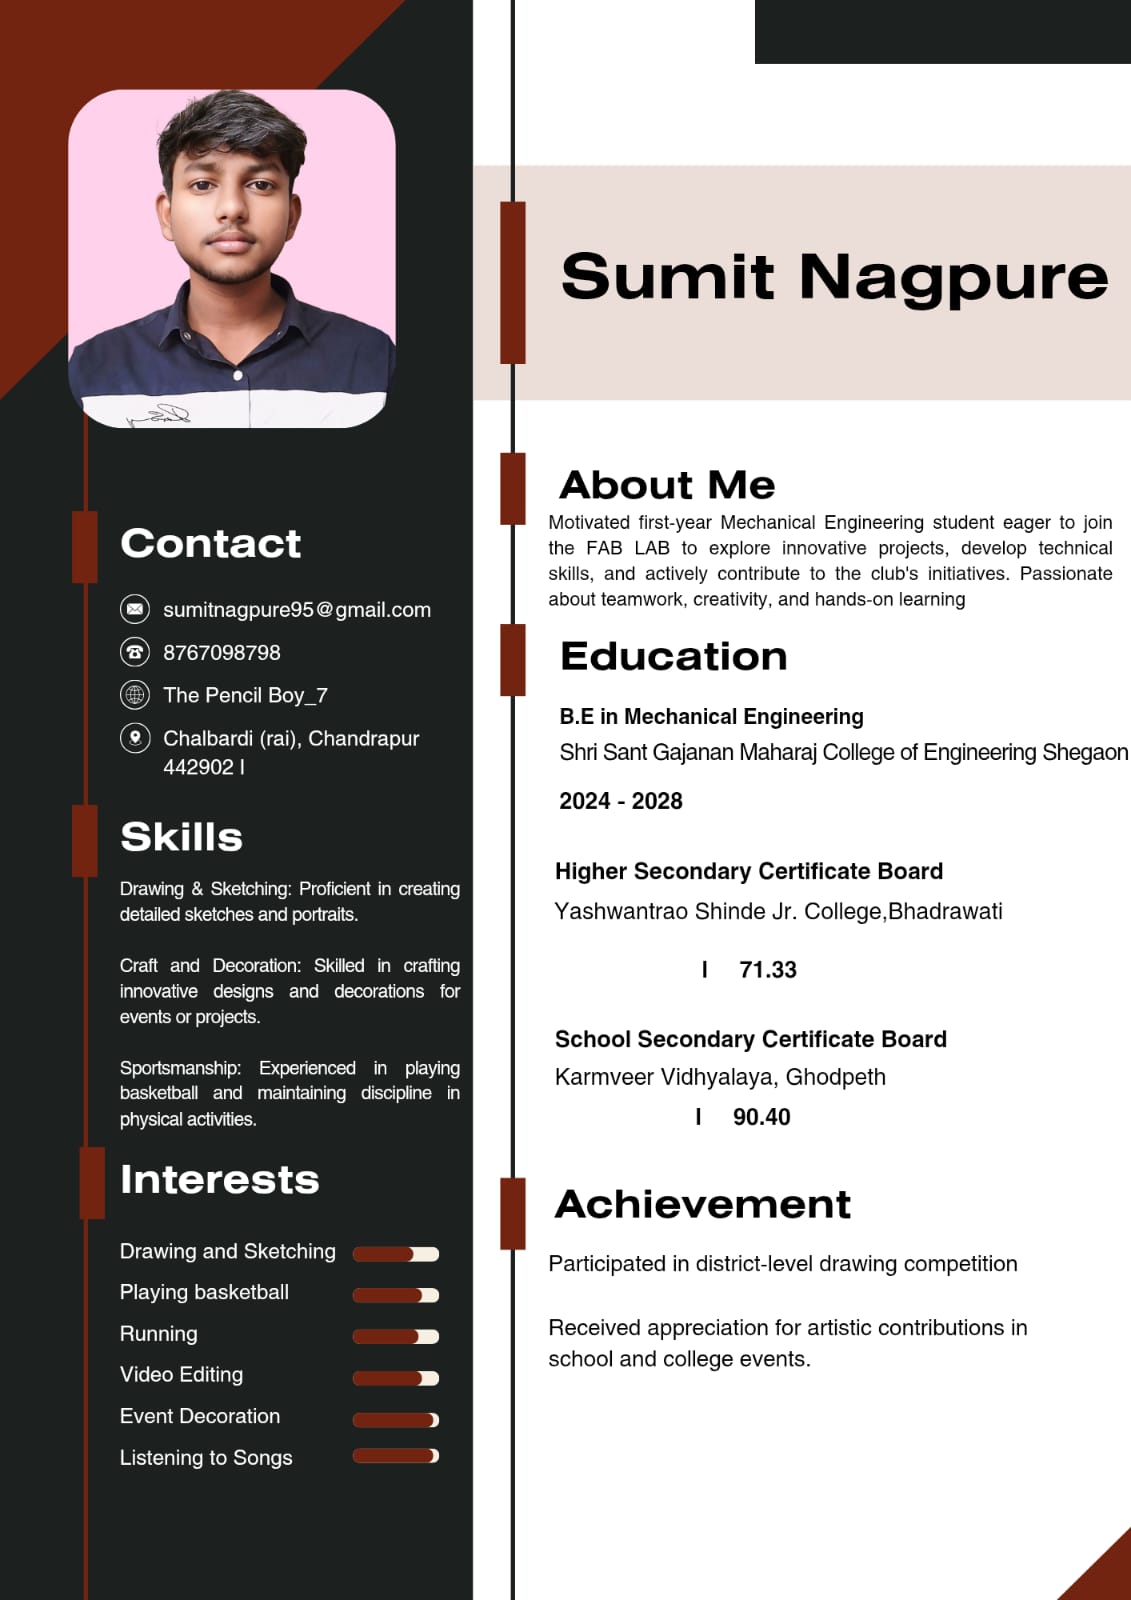 Sumit Nagpure
Contact
sumitnagpure95@gmail.com
8767098798
The Pencil Boy_7
Chalbardi (rai), Chandrapur
442902 I
Skills
Drawing & Sketching: Proficient in creating
detailed sketches and portraits.
Craft and Decoration: Skilled in crafting
innovative designs and decorations for
events or projects.
Sportsmanship: Experienced in playing
basketball and maintaining discipline in
physical activities.
Interests
Drawing and Sketching
Playing basketball
Running
Video Editing
Event Decoration
Listening to Songs
About Me
Motivated first-year Mechanical Engineering student eager to join
the FAB LAB to explore innovative projects, develop technical
skills, and actively contribute to the club's initiatives. Passionate
about teamwork, creativity, and hands-on learning
Education
B.E in Mechanical Engineering
Shri Sant Gajanan Maharaj College of Engineering Shegaon
2024 - 2028
Higher Secondary Certificate Board
Yashwantrao Shinde Jr. College,Bhadrawati
I 71.33
School Secondary Certificate Board
Karmveer Vidhyalaya, Ghodpeth
I 90.40
Achievement
Participated in district-level drawing competition
Received appreciation for artistic contributions in
school and college events.